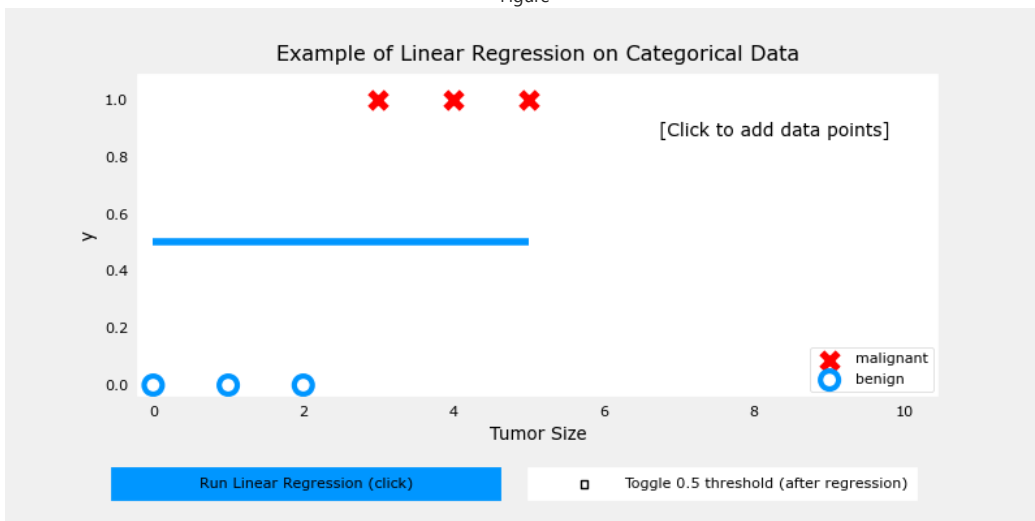 Figure
Example of Linear Regression on Categorical Data
1.0
[Click to add data points]
0.8
0.6
y
0.4
0.2
malignant
0.0
benign
0 2 4 6 8 10
Tumor Size
Run Linear Regression (click)
Toggle 0.5 threshold (after regression)